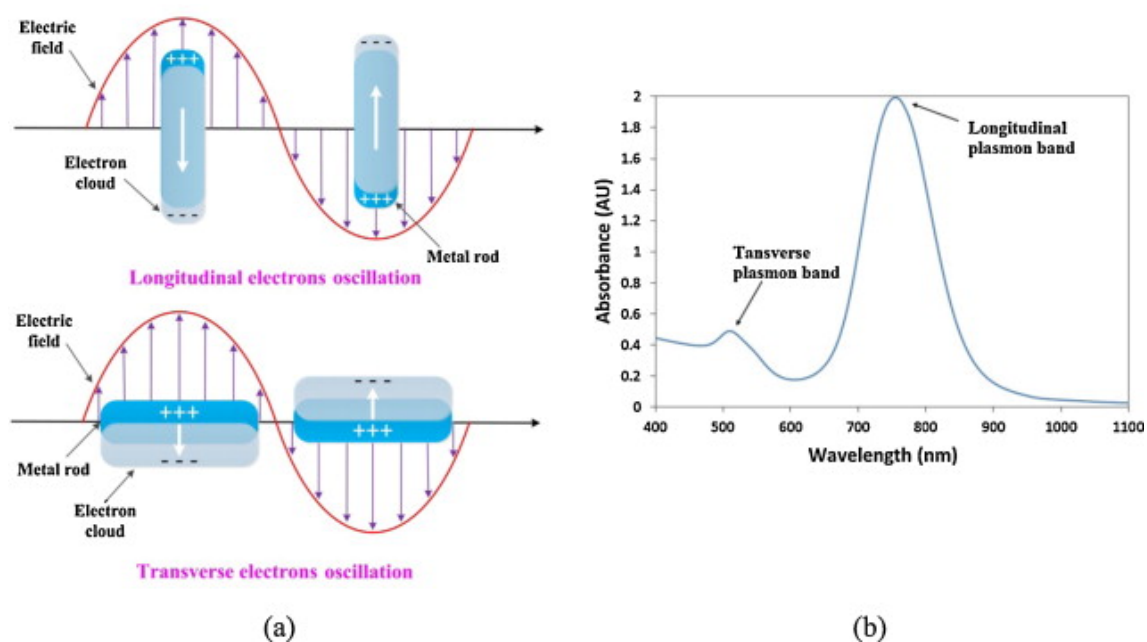 Electric
field
+++
- - -
Electron
cloud
- - -
+++
Metal rod
Longitudinal electrons oscillation
Electric
field
+++
- - -
Metal rod
Electron
cloud
- - -
+++
Transverse electrons oscillation
(a)
Absorbance (AU)
2
1.8
1.6
1.4
1.2
1
0.8
0.6
0.4
0.2
0
Longitudinal
plasmon band
Tansverse
plasmon band
400 500 600 700 800 900 1000 1100
Wavelength (nm)
(b)